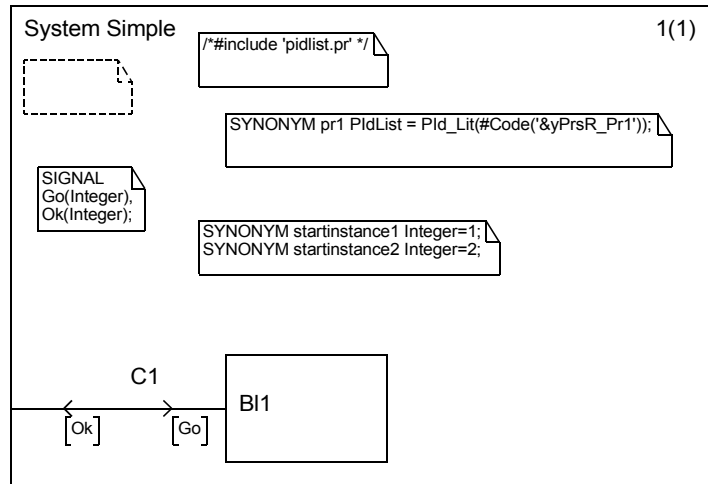 System Simple
1(1)
/*#include 'pidlist.pr' */
SYNONYM pr1 PIdList = PId_Lit(#Code('&yPrsR_Pr1'));
SIGNAL
Go(Integer),
Ok(Integer);
SYNONYM startinstance1 Integer=1;
SYNONYM startinstance2 Integer=2;
C1
Bl1
[Ok]
[Go]